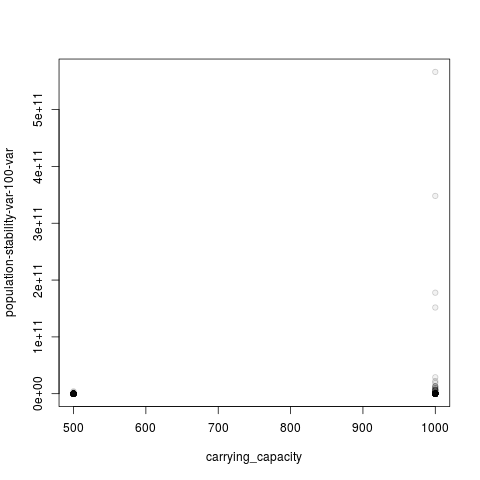 population-stability-var-100-var
5e+11
4e+11
3e+11
2e+11
1e+11
0e+00
500 600 700 800 900 1000
carrying_capacity